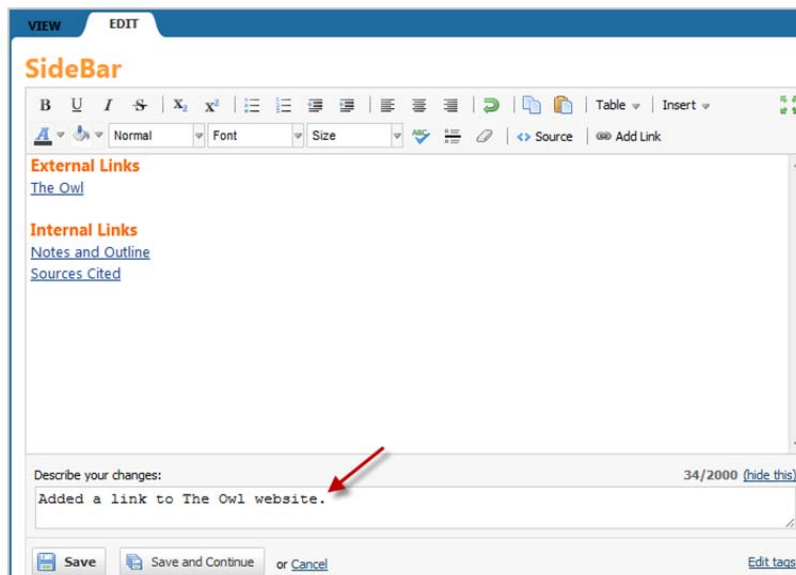 VIEW EDIT
SideBar
B U I S X₂ x² Table Insert
A Normal Font Size ABC <> Source Add Link
External Links
The Owl
Internal Links
Notes and Outline
Sources Cited
Describe your changes: 34/2000 (hide this)
Added a link to The Owl website.
Save Save and Continue or Cancel Edit tags